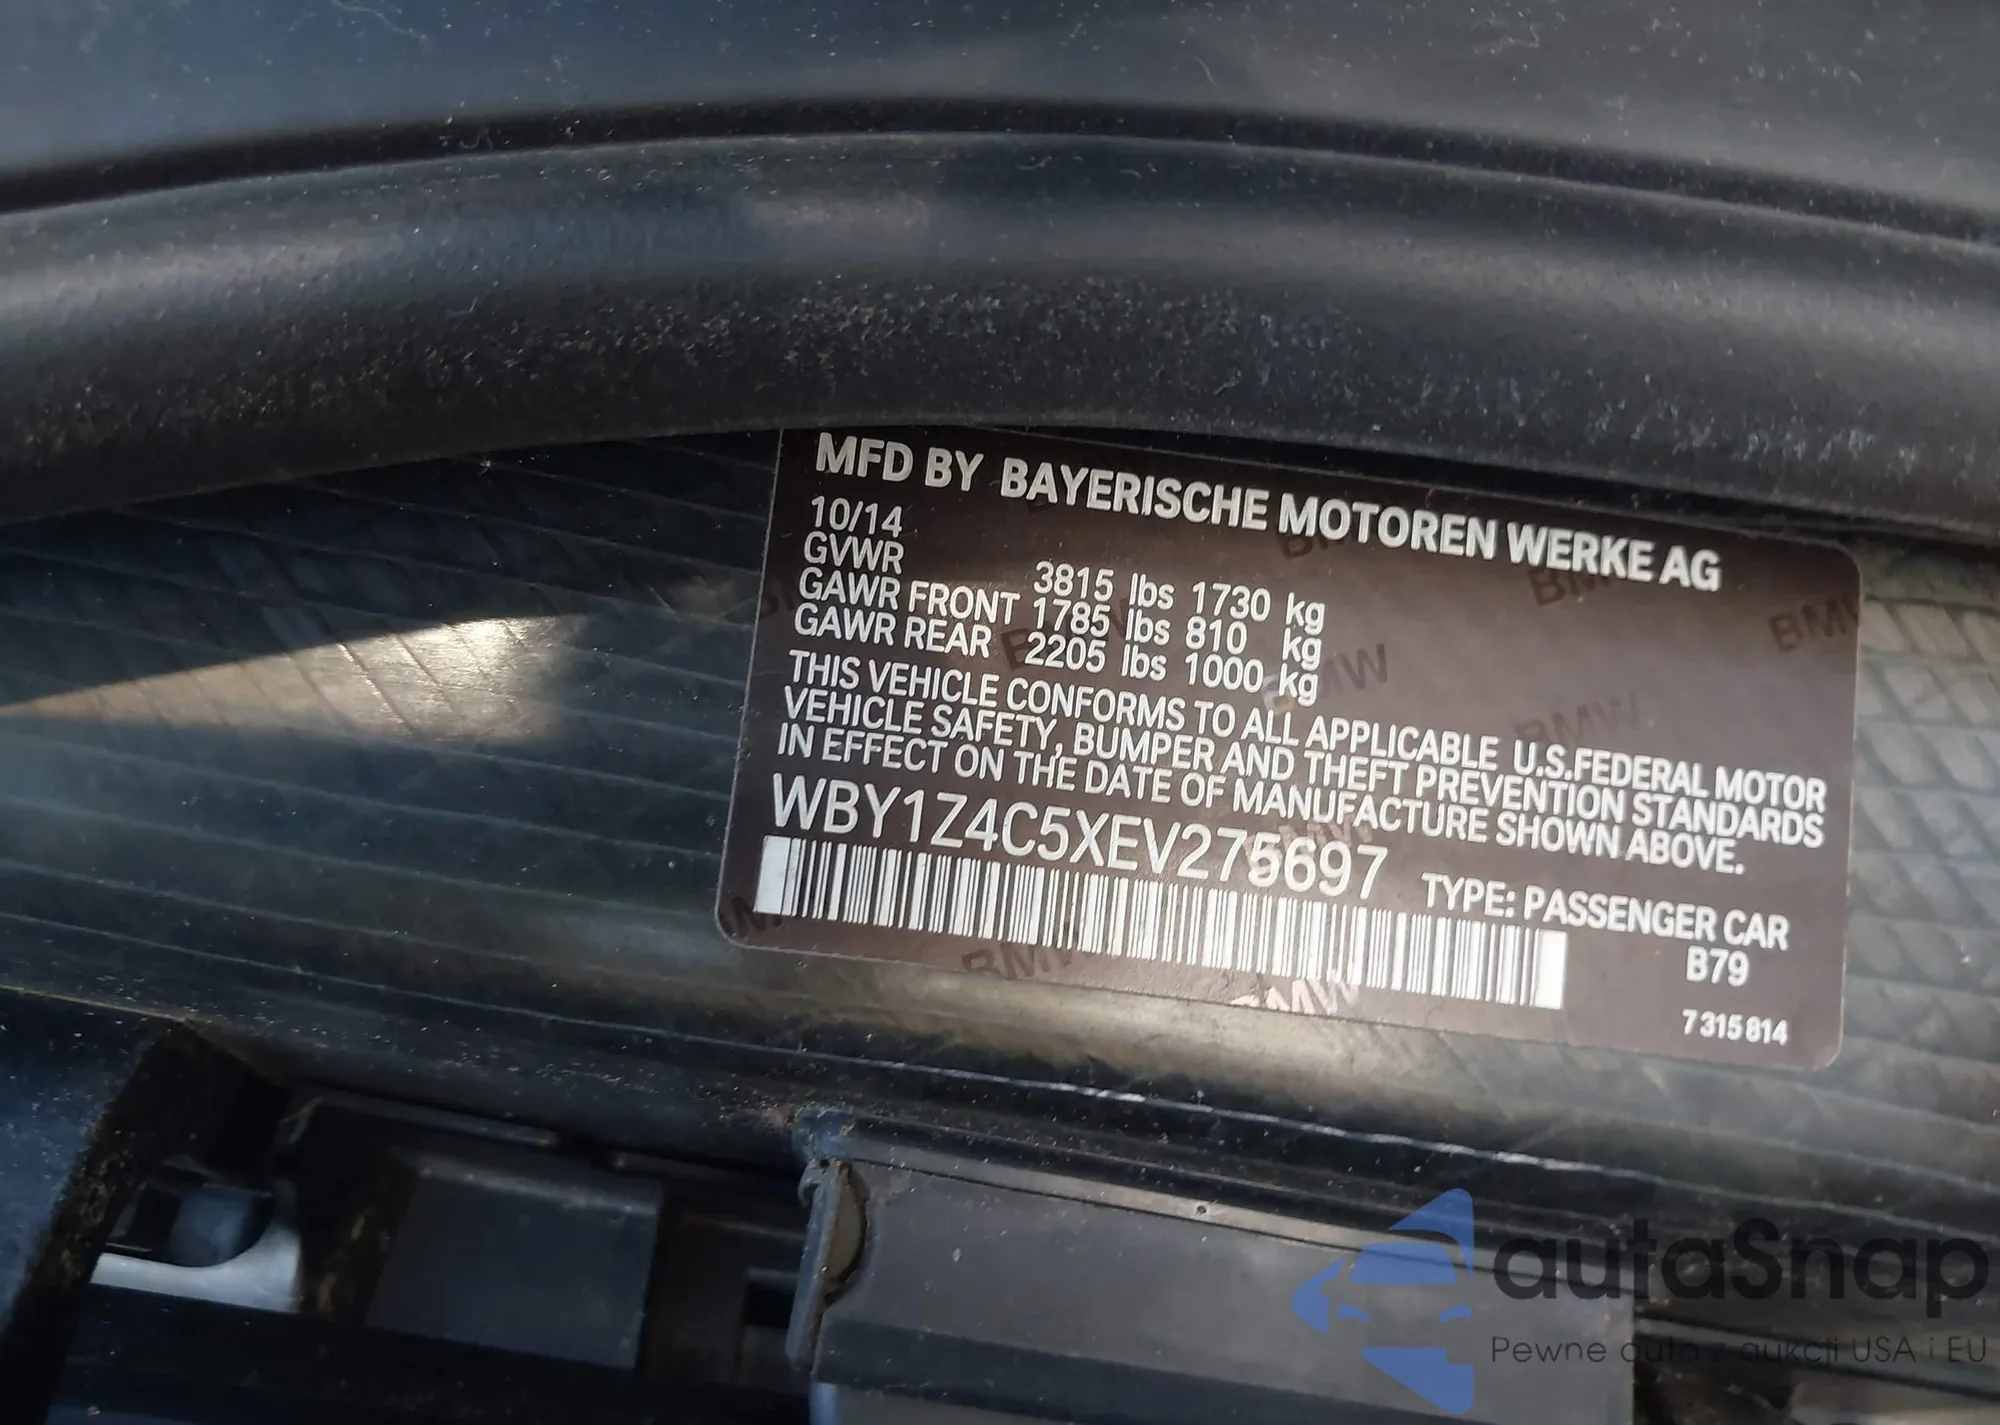 MFD BY BAYERISCHE MOTOREN WERKE AG
10/14
GVWR 3815 lbs 1730 kg
GAWR FRONT 1785 lbs 810 kg
GAWR REAR 2205 lbs 1000 kg
THIS VEHICLE CONFORMS TO ALL APPLICABLE U.S.FEDERAL MOTOR
VEHICLE SAFETY, BUMPER AND THEFT PREVENTION STANDARDS
IN EFFECT ON THE DATE OF MANUFACTURE SHOWN ABOVE.
WBY1Z4C5XEV275697
TYPE: PASSENGER CAR
B79
7 315 814
autaSnap
Pewne auta z aukcji USA i EU